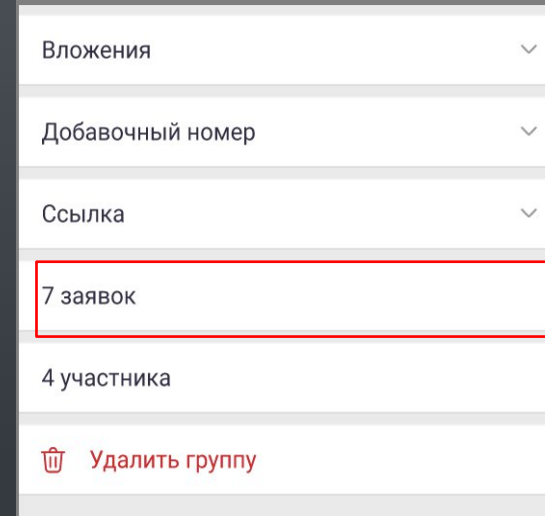 Вложения
Добавочный номер
Ссылка
7 заявок
4 участника
Удалить группу